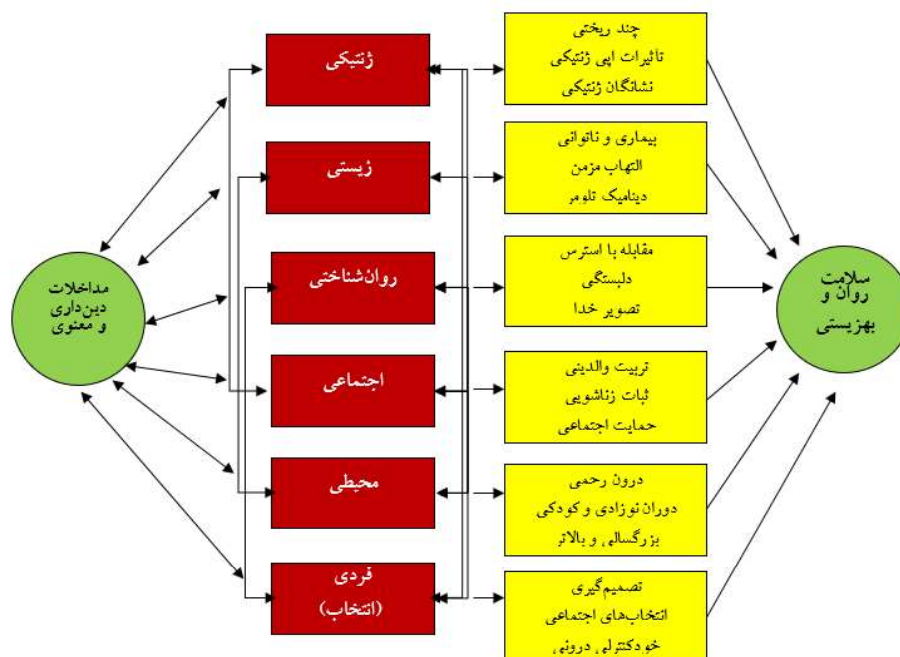 مداخلات
دین‌داری
و معنوی
ژنتیکی
زیستی
روان‌شناختی
اجتماعی
محیطی
فردی
(انتخاب)
چند ریختی
تأثیرات اپی ژنتیکی
نشانگان ژنتیکی
بیماری و ناتوانی
التهاب مزمن
دینامیک تلومر
مقابله با استرس
دلبستگی
تصویر خدا
تربیت والدینی
ثبات زناشویی
حمایت اجتماعی
درون رحمی
دوران نوزادی و کودکی
بزرگسالی و بالاتر
تصمیم‌گیری
انتخاب‌های اجتماعی
خودکنترلی درونی
سلامت
روان و
بهزیستی